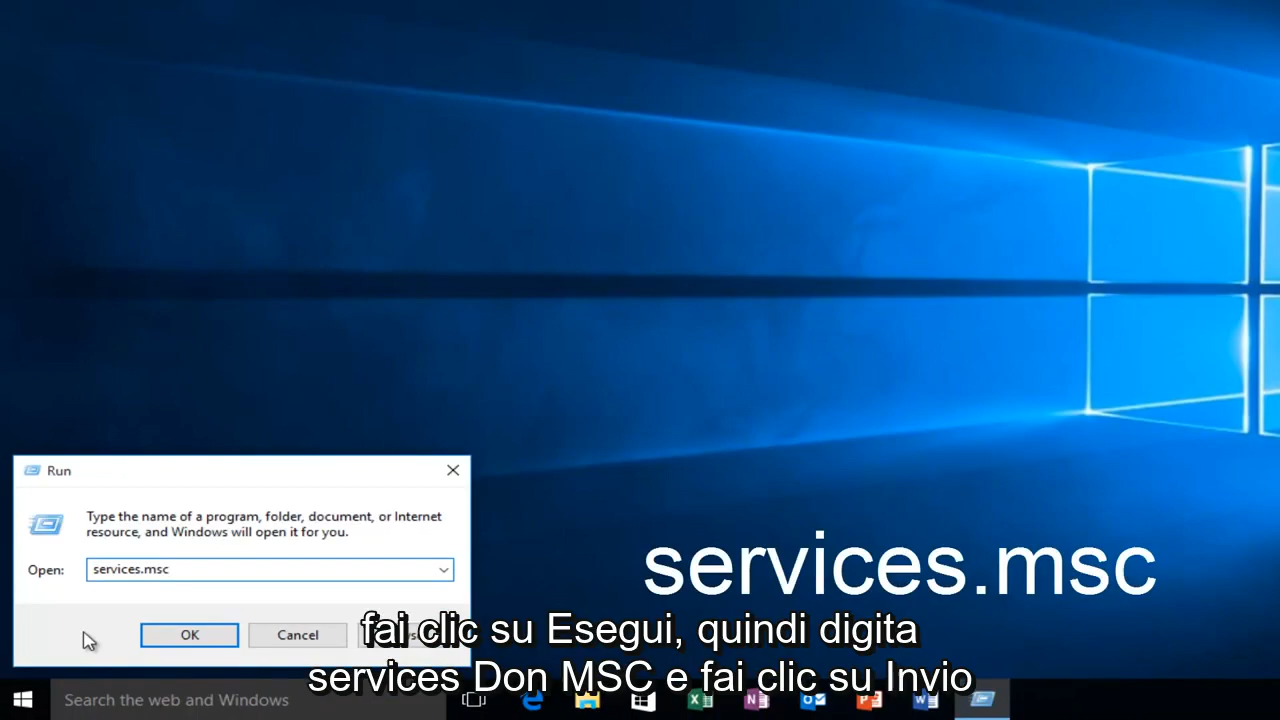 Run
Type the name of a program, folder, document, or Internet
resource, and Windows will open it for you.
Open: services.msc
services.msc
OK Cancel
fai clic su Esegui, quindi digita
services Don MSC e fai clic su Invio
Search the web and Windows